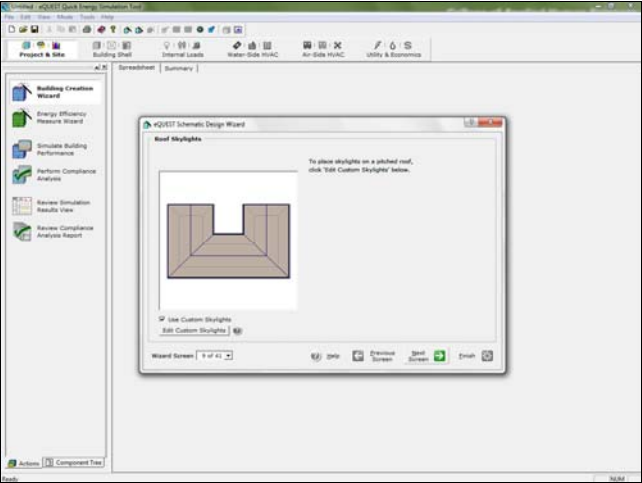 Untitled - eQUEST Quick Energy Simulation Tool
File Edit View Mode Tools Help
Project & Site Building Shell Internal Loads Water-Side HVAC Air-Side HVAC Utility & Economics
Actions
Spreadsheet Summary
Building Creation
Wizard
Energy Efficiency
Measure Wizard
Simulate Building
Performance
Perform Compliance
Analysis
Review Simulation
Results View
Review Compliance
Analysis Report
eQUEST Schematic Design Wizard
Roof Skylights
To place skylights on a pitched roof,
click 'Edit Custom Skylights' below.
Use Custom Skylights
Edit Custom Skylights
Wizard Screen 9 of 41
Help
Previous
Screen
Next
Screen
Finish
Actions Component Tree
Ready NUM